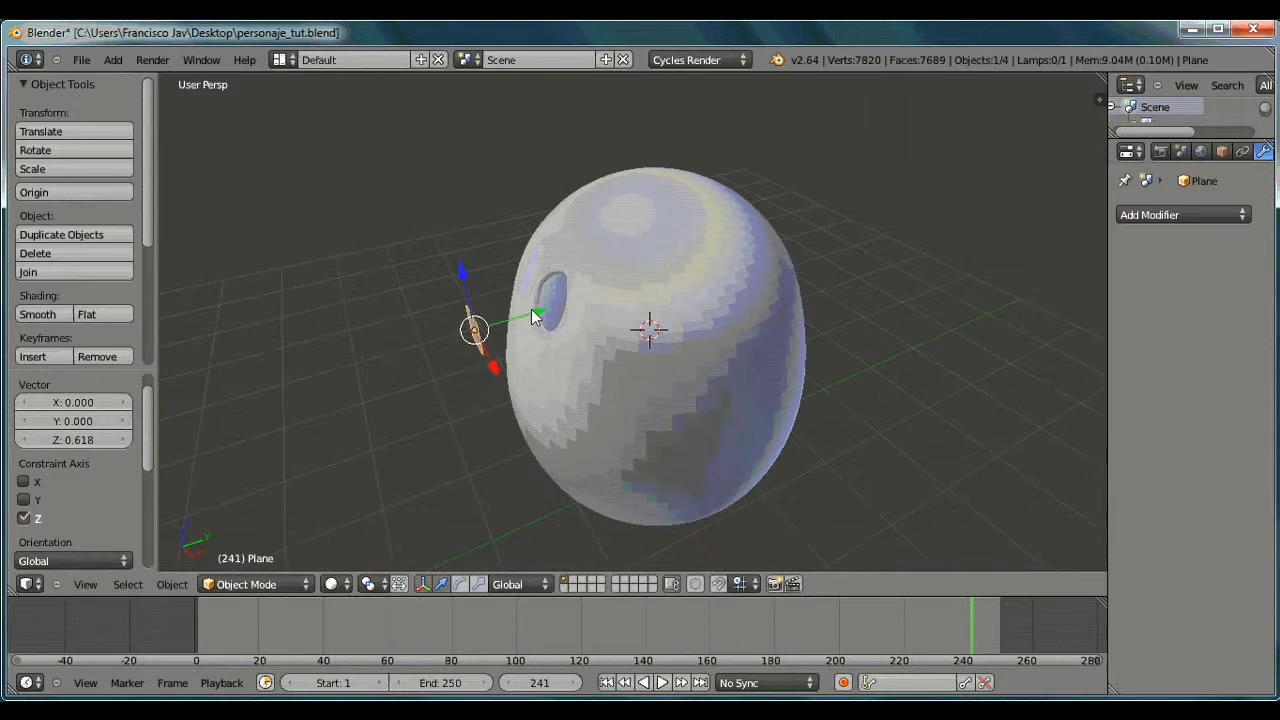 Blender* [C:\Users\Francisco Jav\Desktop\personaje_tut.blend]
File Add Render Window Help Default Scene Cycles Render v2.64 | Verts:7820 | Faces:7689 | Objects:1/4 | Lamps:0/1 | Mem:9.04M (0.10M) | Plane
Object Tools
User Persp
View Search All
Scene
Transform:
Translate
Rotate
Scale
Origin
Plane
Add Modifier
Object:
Duplicate Objects
Delete
Join
Shading:
Smooth Flat
Keyframes:
Insert Remove
Vector
X: 0.000
Y: 0.000
Z: 0.618
Constraint Axis
X
Y
Z
Orientation
Global
(241) Plane
View Select Object Object Mode Global
-40 -20 0 20 40 60 80 100 120 140 160 180 200 220 240 260 280
View Marker Frame Playback Start: 1 End: 250 241 No Sync